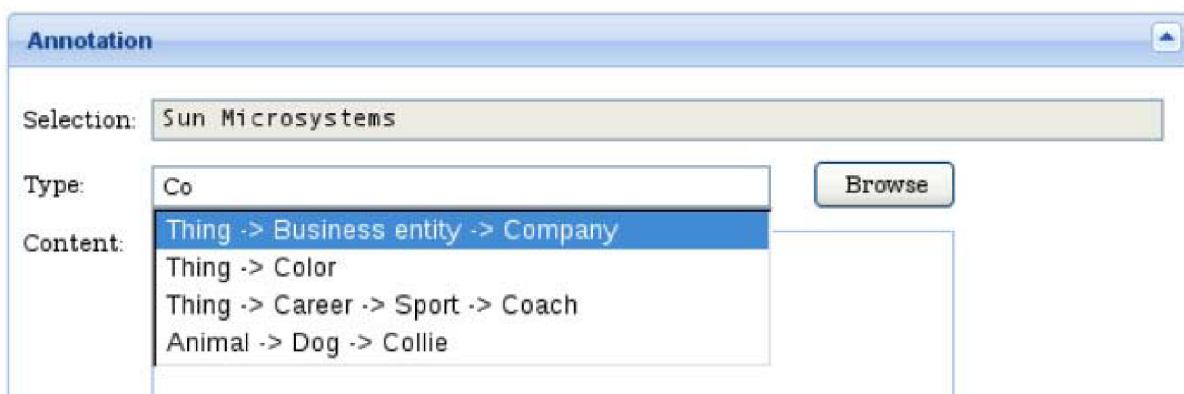 Annotation
Selection: Sun Microsystems
Type: Co Browse
Content:
Thing -> Business entity -> Company
Thing -> Color
Thing -> Career -> Sport -> Coach
Animal -> Dog -> Collie